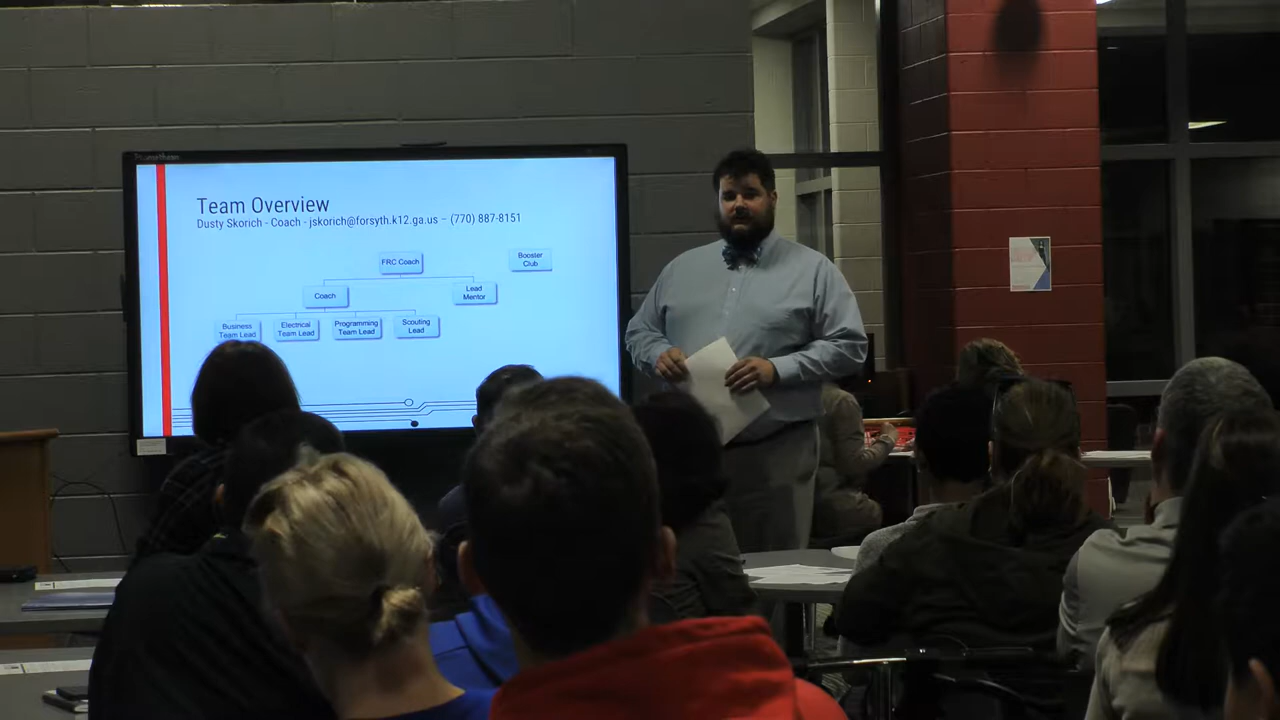 Promethean
Team Overview
Dusty Skorich - Coach - jskorich@forsyth.k12.ga.us - (770) 887-8151
FRC Coach
Booster
Club
Coach
Lead
Mentor
Business
Team Lead
Electrical
Team Lead
Programming
Team Lead
Scouting
Lead